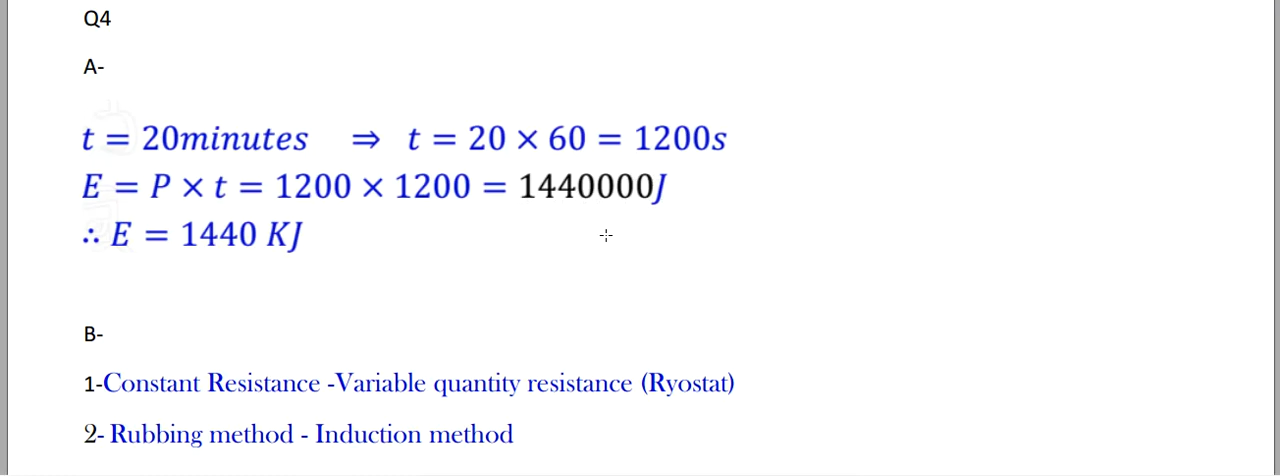 Q4
A-
t = 20minutes ⇒ t = 20 × 60 = 1200s
E = P × t = 1200 × 1200 = 1440000J
∴ E = 1440 KJ
B-
1-Constant Resistance -Variable quantity resistance (Ryostat)
2- Rubbing method - Induction method